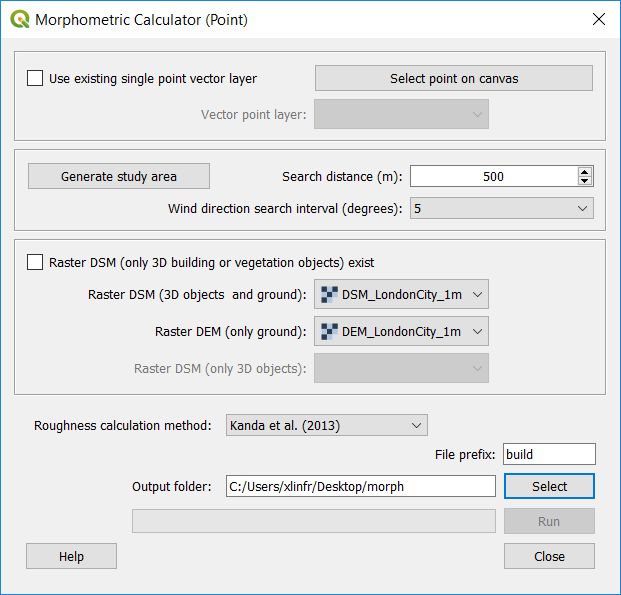 Morphometric Calculator (Point)
Use existing single point vector layer Select point on canvas
Vector point layer:
Generate study area Search distance (m): 500
Wind direction search interval (degrees): 5
Raster DSM (only 3D building or vegetation objects) exist
Raster DSM (3D objects and ground): DSM_LondonCity_1m
Raster DEM (only ground): DEM_LondonCity_1m
Raster DSM (only 3D objects):
Roughness calculation method: Kanda et al. (2013)
File prefix: build
Output folder: C:/Users/xlinfr/Desktop/morph Select
Run
Help Close